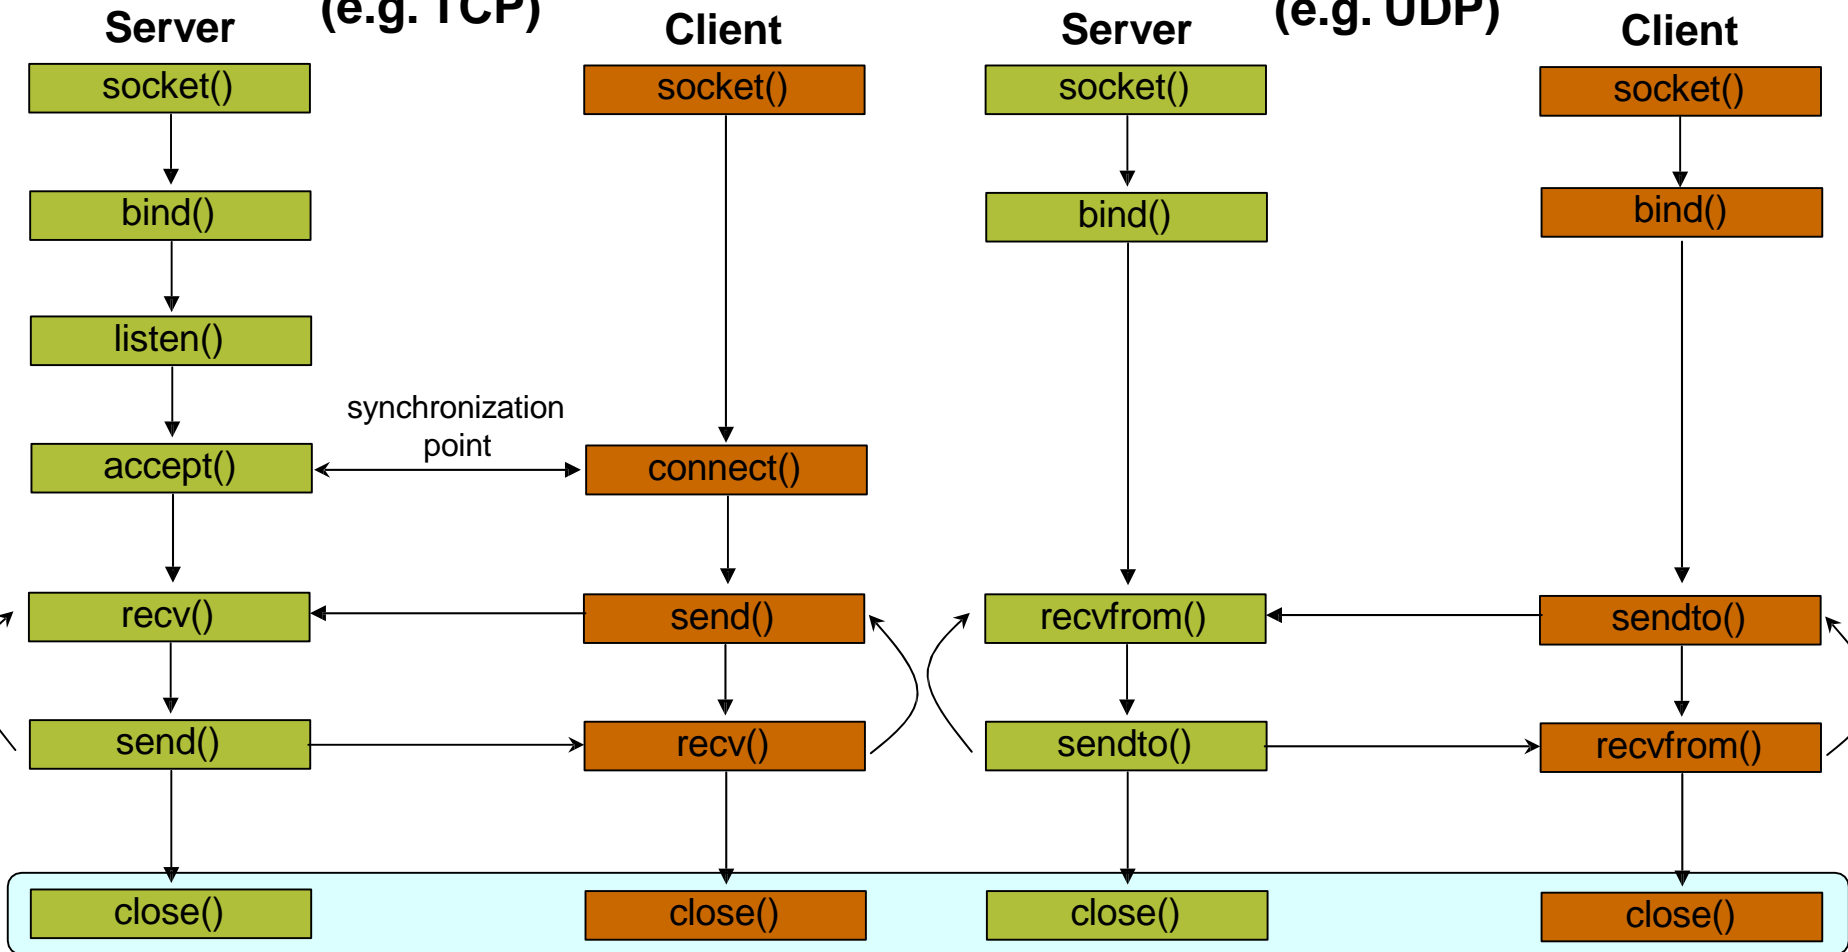 (e.g. TCP)
(e.g. UDP)
Server
Client
Server
Client
socket()
socket()
socket()
socket()
bind()
bind()
bind()
listen()
synchronization
point
accept()
connect()
recv()
send()
recvfrom()
sendto()
send()
recv()
sendto()
recvfrom()
close()
close()
close()
close()